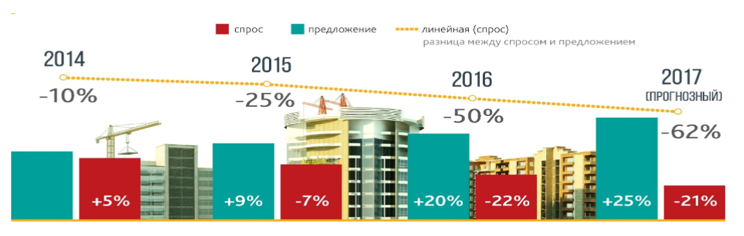 спрос предложение линейная (спрос)
разница между спросом и предложением
2014 2015 2016 2017
(ПРОГНОЗНЫЙ)
-10% -25% -50% -62%
+5% +9% -7% +20% -22% +25% -21%